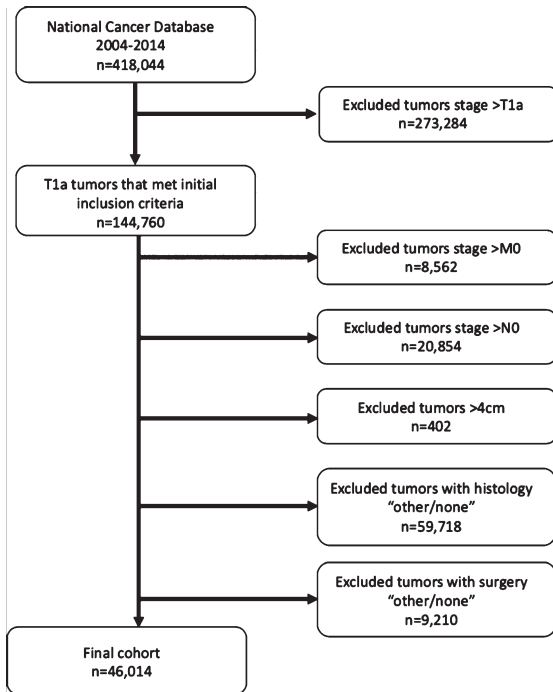 National Cancer Database
2004-2014
n=418,044
Excluded tumors stage >T1a
n=273,284
T1a tumors that met initial
inclusion criteria
n=144,760
Excluded tumors stage >M0
n=8,562
Excluded tumors stage >N0
n=20,854
Excluded tumors >4cm
n=402
Excluded tumors with histology
“other/none”
n=59,718
Excluded tumors with surgery
“other/none”
n=9,210
Final cohort
n=46,014